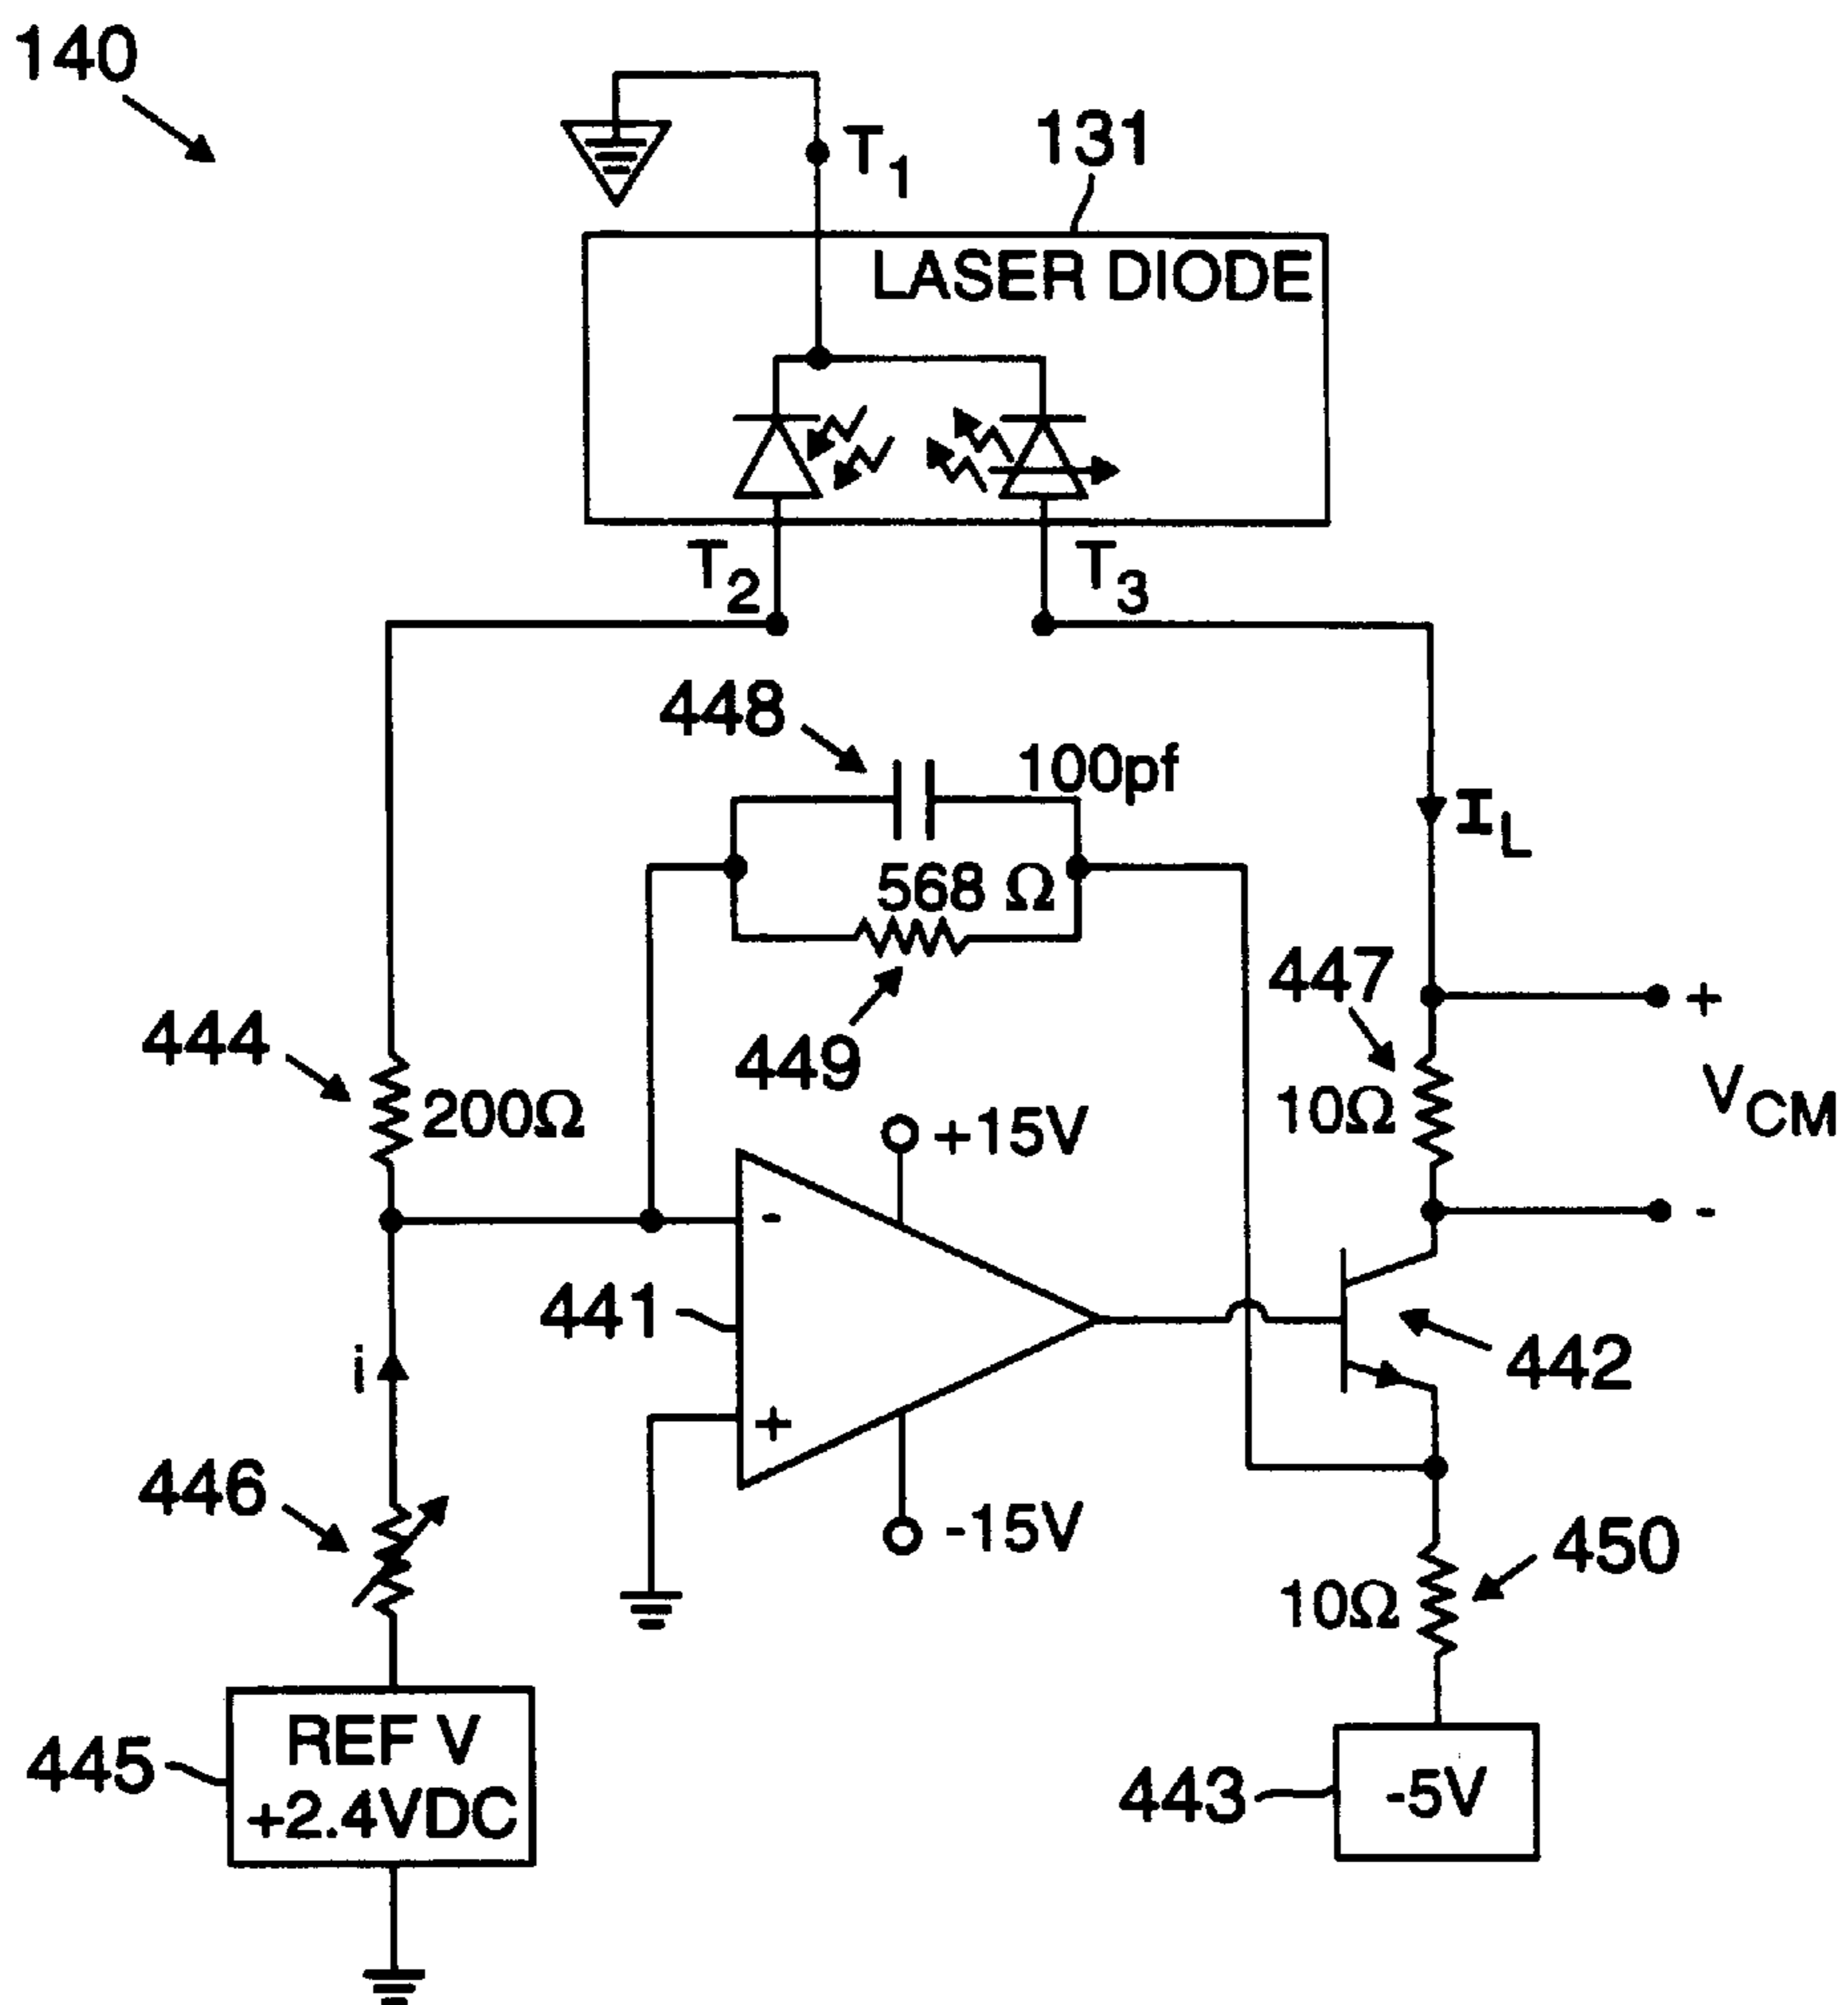 140
T1
131
LASER DIODE
T2
T3
448
100pf
IL
568 Ω
447
+
444
449
200Ω
10Ω
VCM
+15V
-
-
441
442
i
+
446
-15V
450
10Ω
REF V
445
+2.4VDC
443
-5V